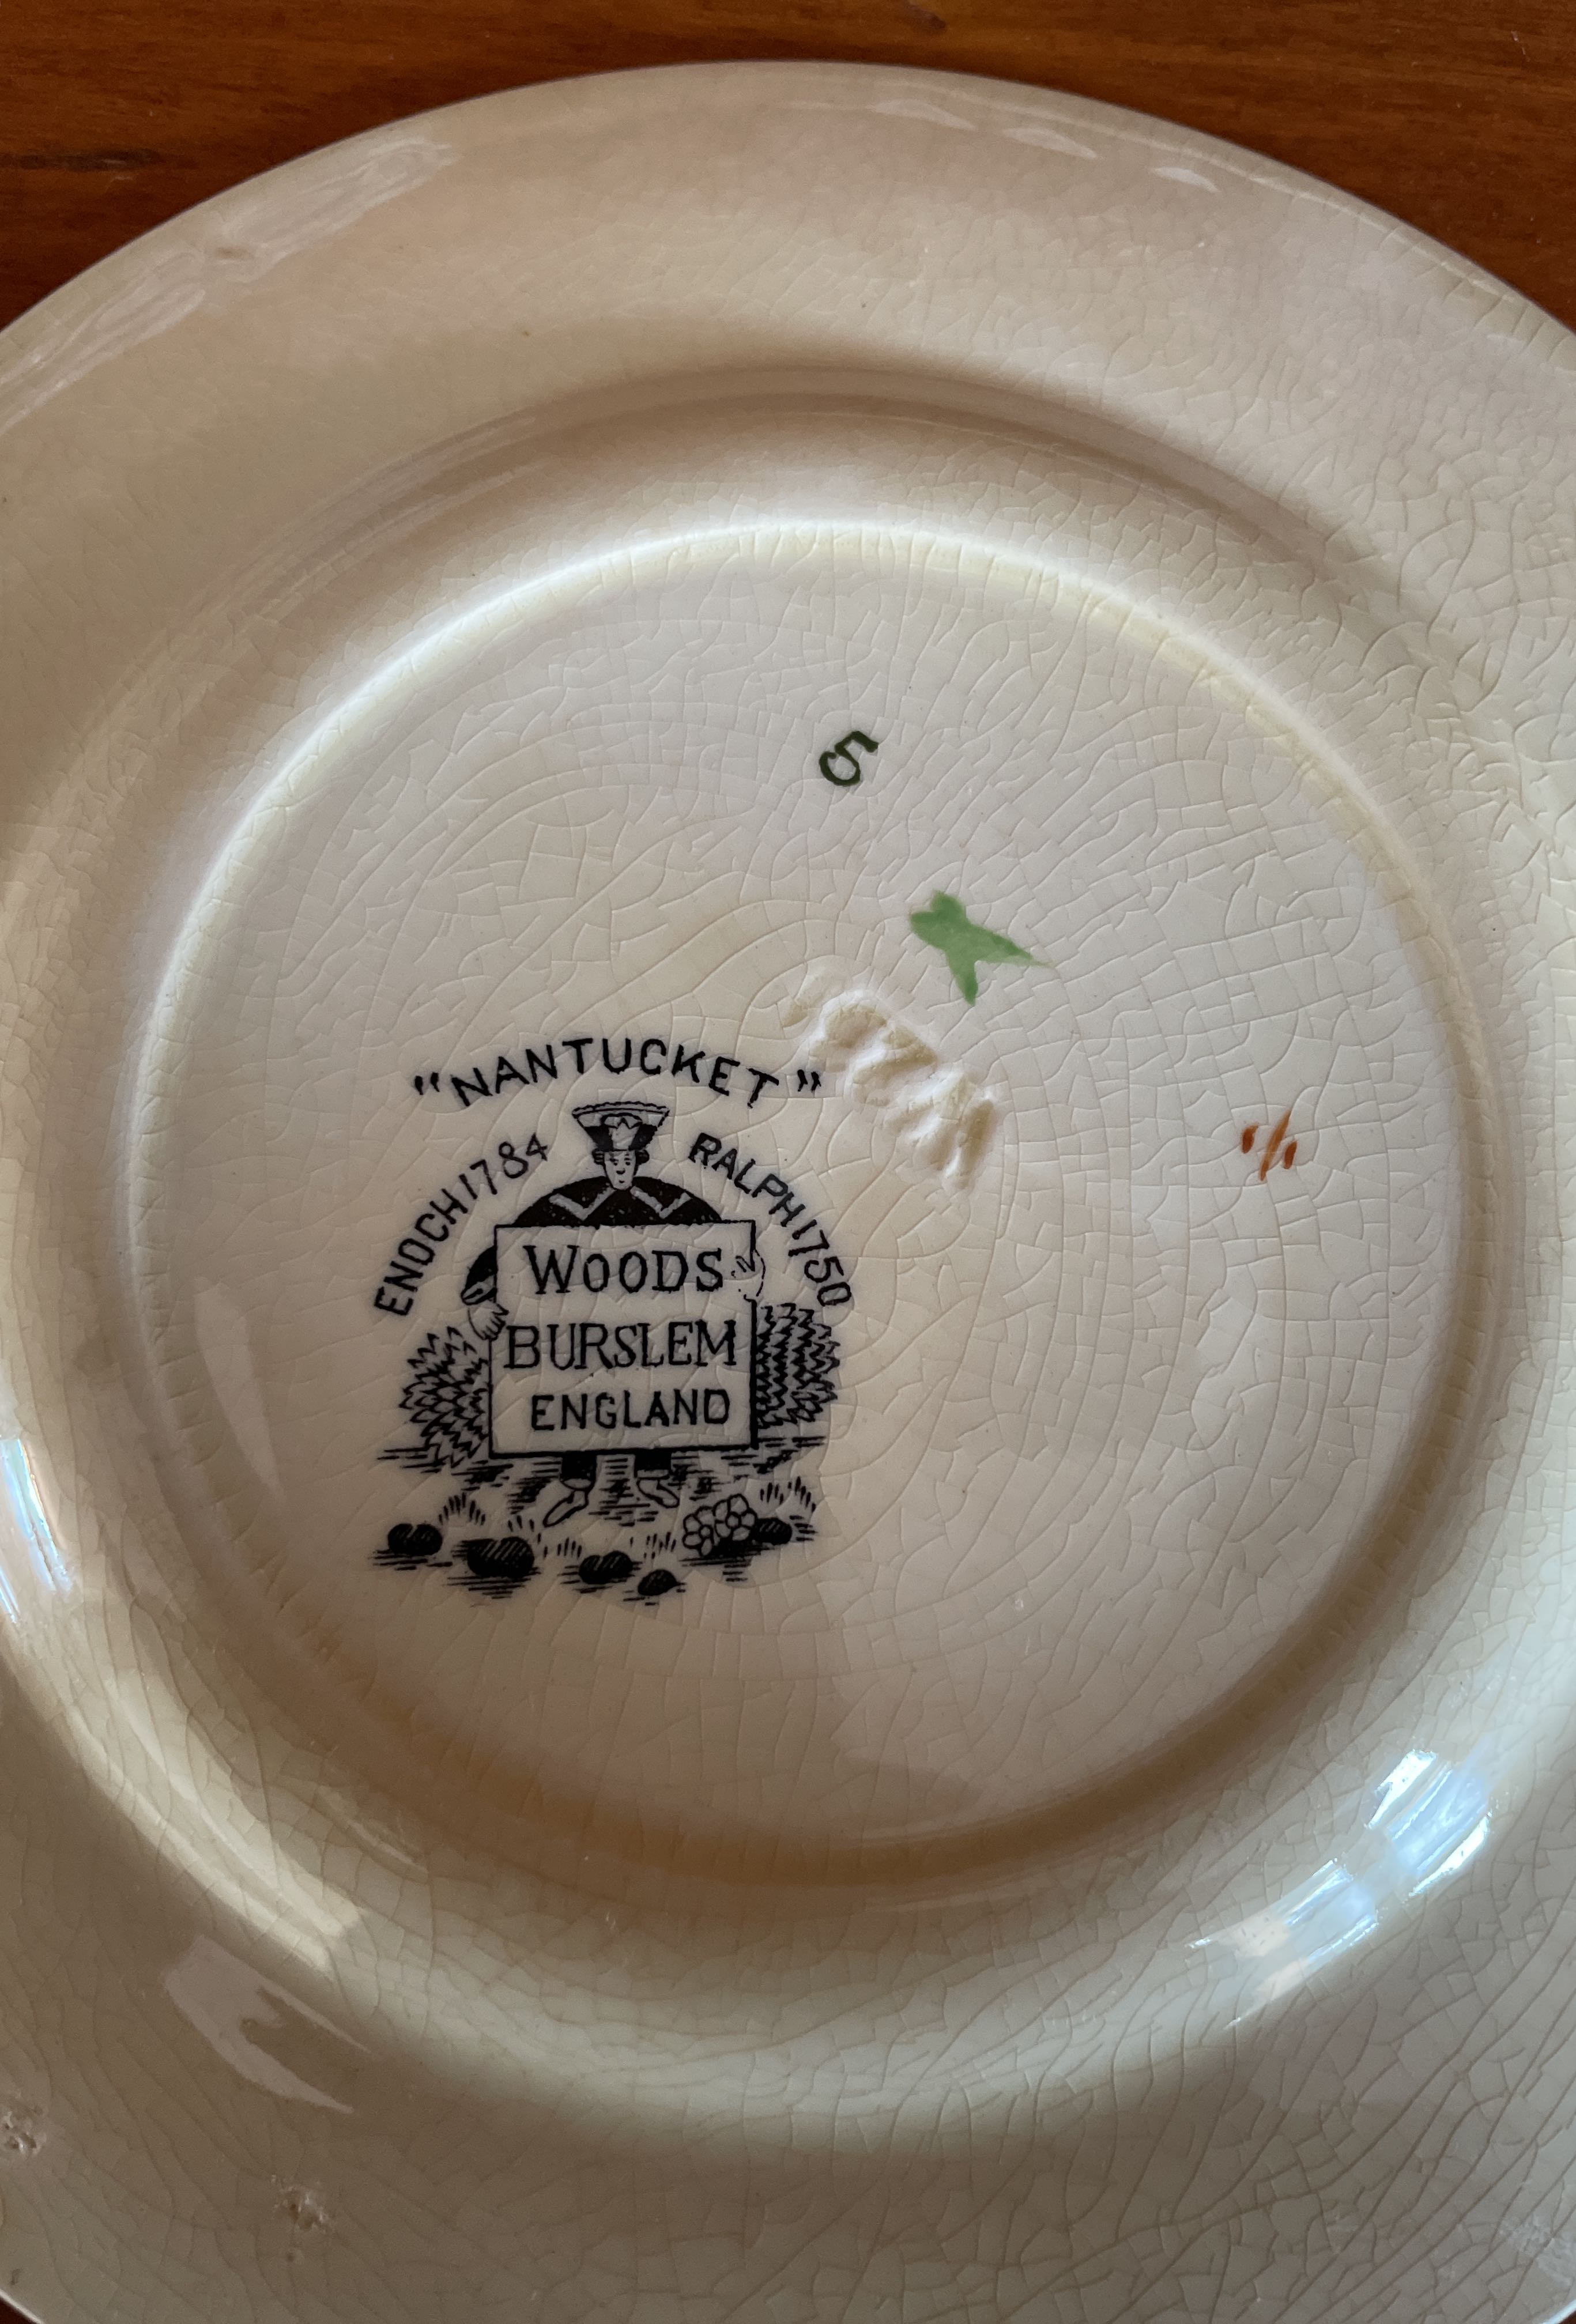 5
"NANTUCKET"
ENOCH 1784
RALPH 1750
WOODS
BURSLEM
ENGLAND